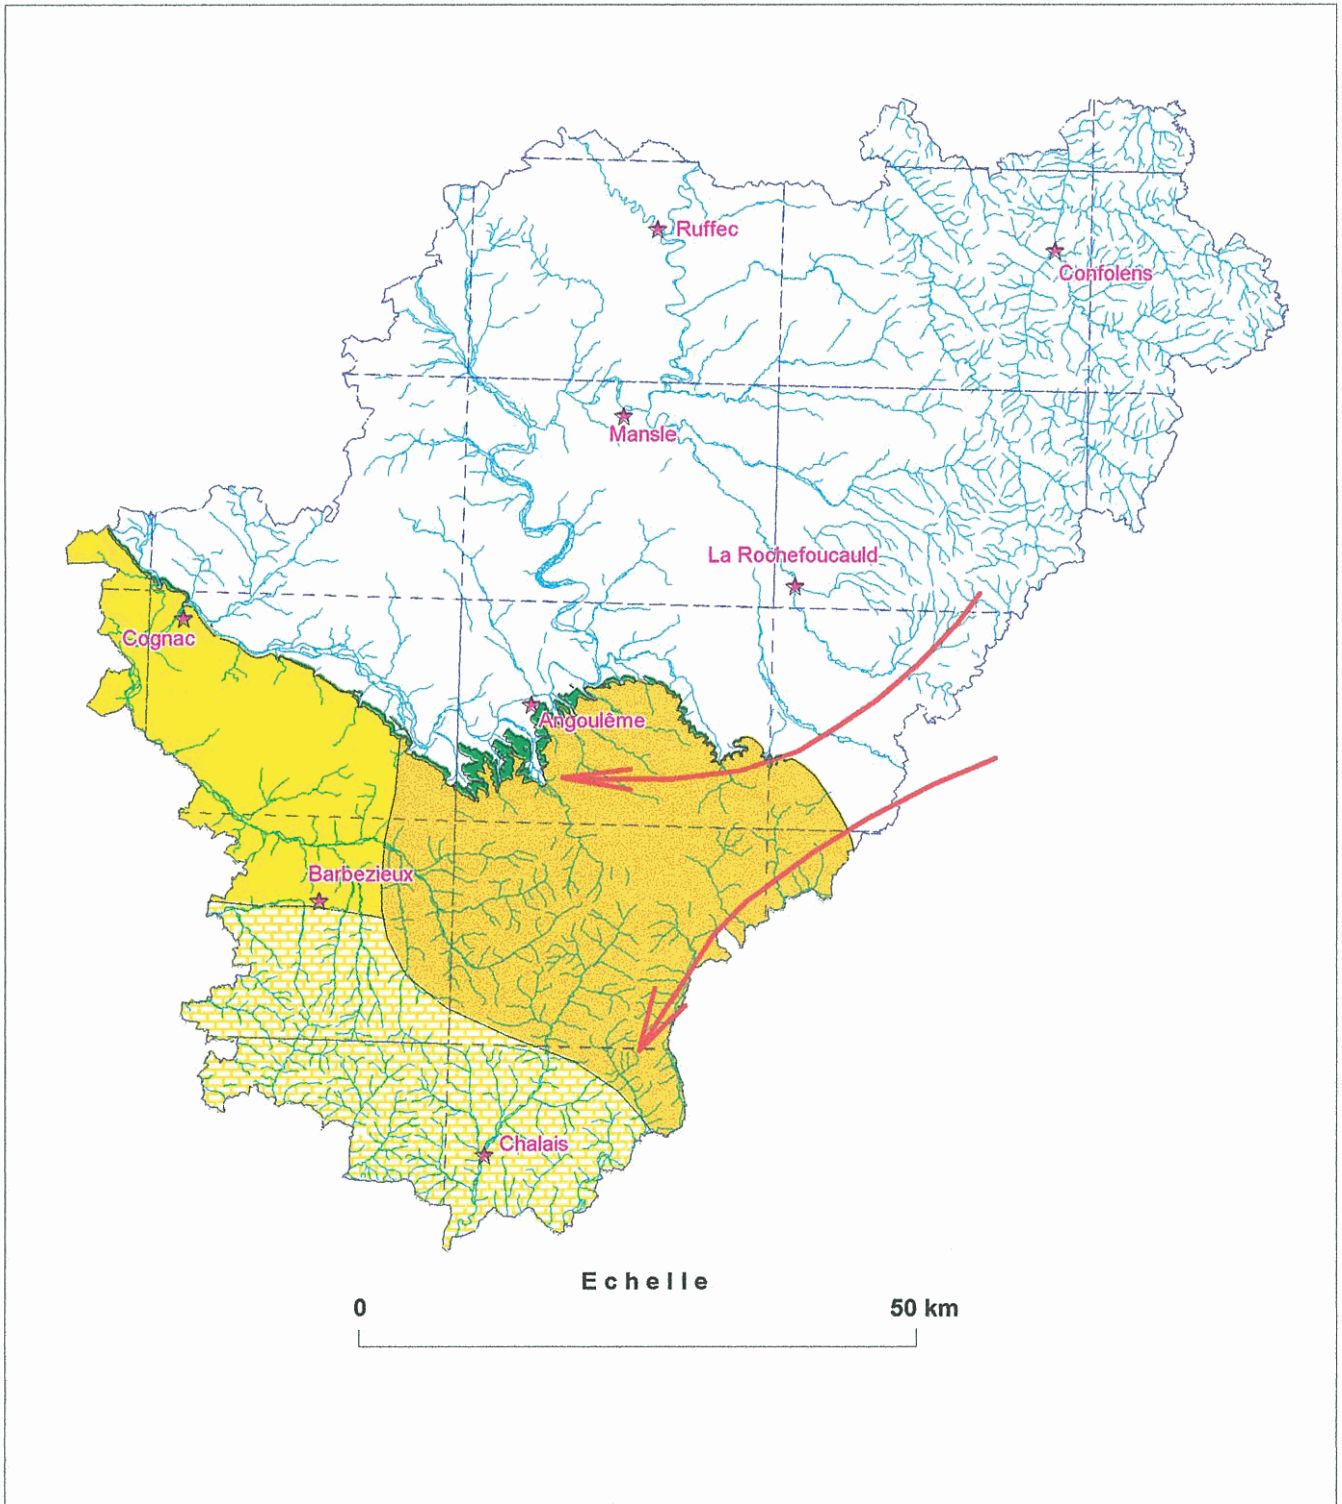 Ruffec
Confolens
Mansle
La Rochefoucauld
Cognac
Angoulême
Barbezieux
Chalais
Echelle
0 50 km